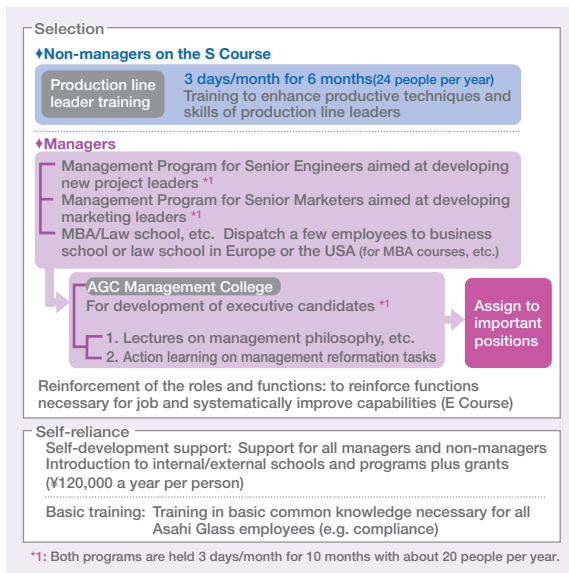 Selection
♦Non-managers on the S Course
Production line
leader training
3 days/month for 6 months(24 people per year)
Training to enhance productive techniques and
skills of production line leaders
♦Managers
Management Program for Senior Engineers aimed at developing
new project leaders *1
Management Program for Senior Marketers aimed at developing
marketing leaders *1
MBA/Law school, etc. Dispatch a few employees to business
school or law school in Europe or the USA (for MBA courses, etc.)
AGC Management College
For development of executive candidates *1
1. Lectures on management philosophy, etc.
2. Action learning on management reformation tasks
Assign to
important
positions
Reinforcement of the roles and functions: to reinforce functions
necessary for job and systematically improve capabilities (E Course)
Self-reliance
Self-development support: Support for all managers and non-managers
Introduction to internal/external schools and programs plus grants
(¥120,000 a year per person)
Basic training: Training in basic common knowledge necessary for all
Asahi Glass employees (e.g. compliance)
*1: Both programs are held 3 days/month for 10 months with about 20 people per year.